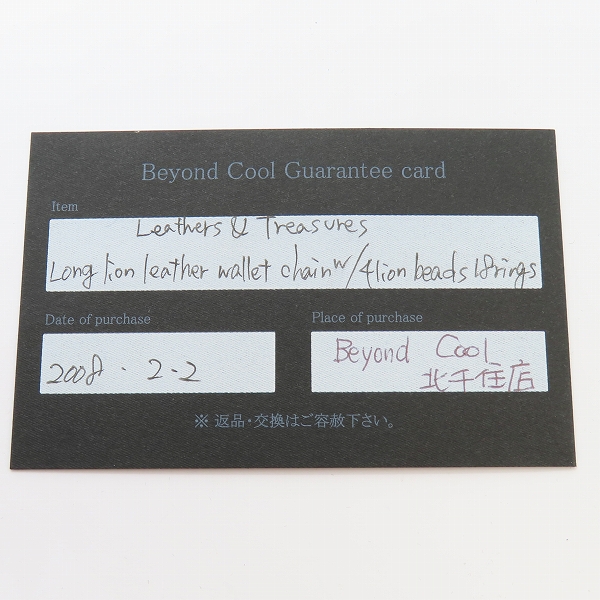 Beyond Cool Guarantee card
Item
Leathers & Treasures
Long lion leather wallet chain w/ 4 lion beads 18rings
Date of purchase
Place of purchase
2008 . 2.2
Beyond Cool
北千住店
※ 返品・交換はご容赦下さい。